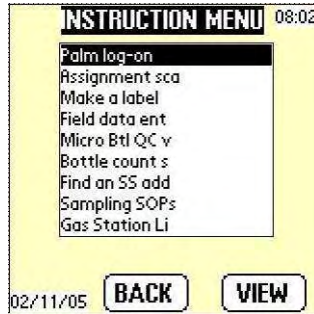 INSTRUCTION MENU 08:02
Palm log-on
Assignment sca
Make a label
Field data ent
Micro Btl QC v
Bottle count s
Find an SS add
Sampling SOPs
Gas Station Li
02/11/05 BACK VIEW